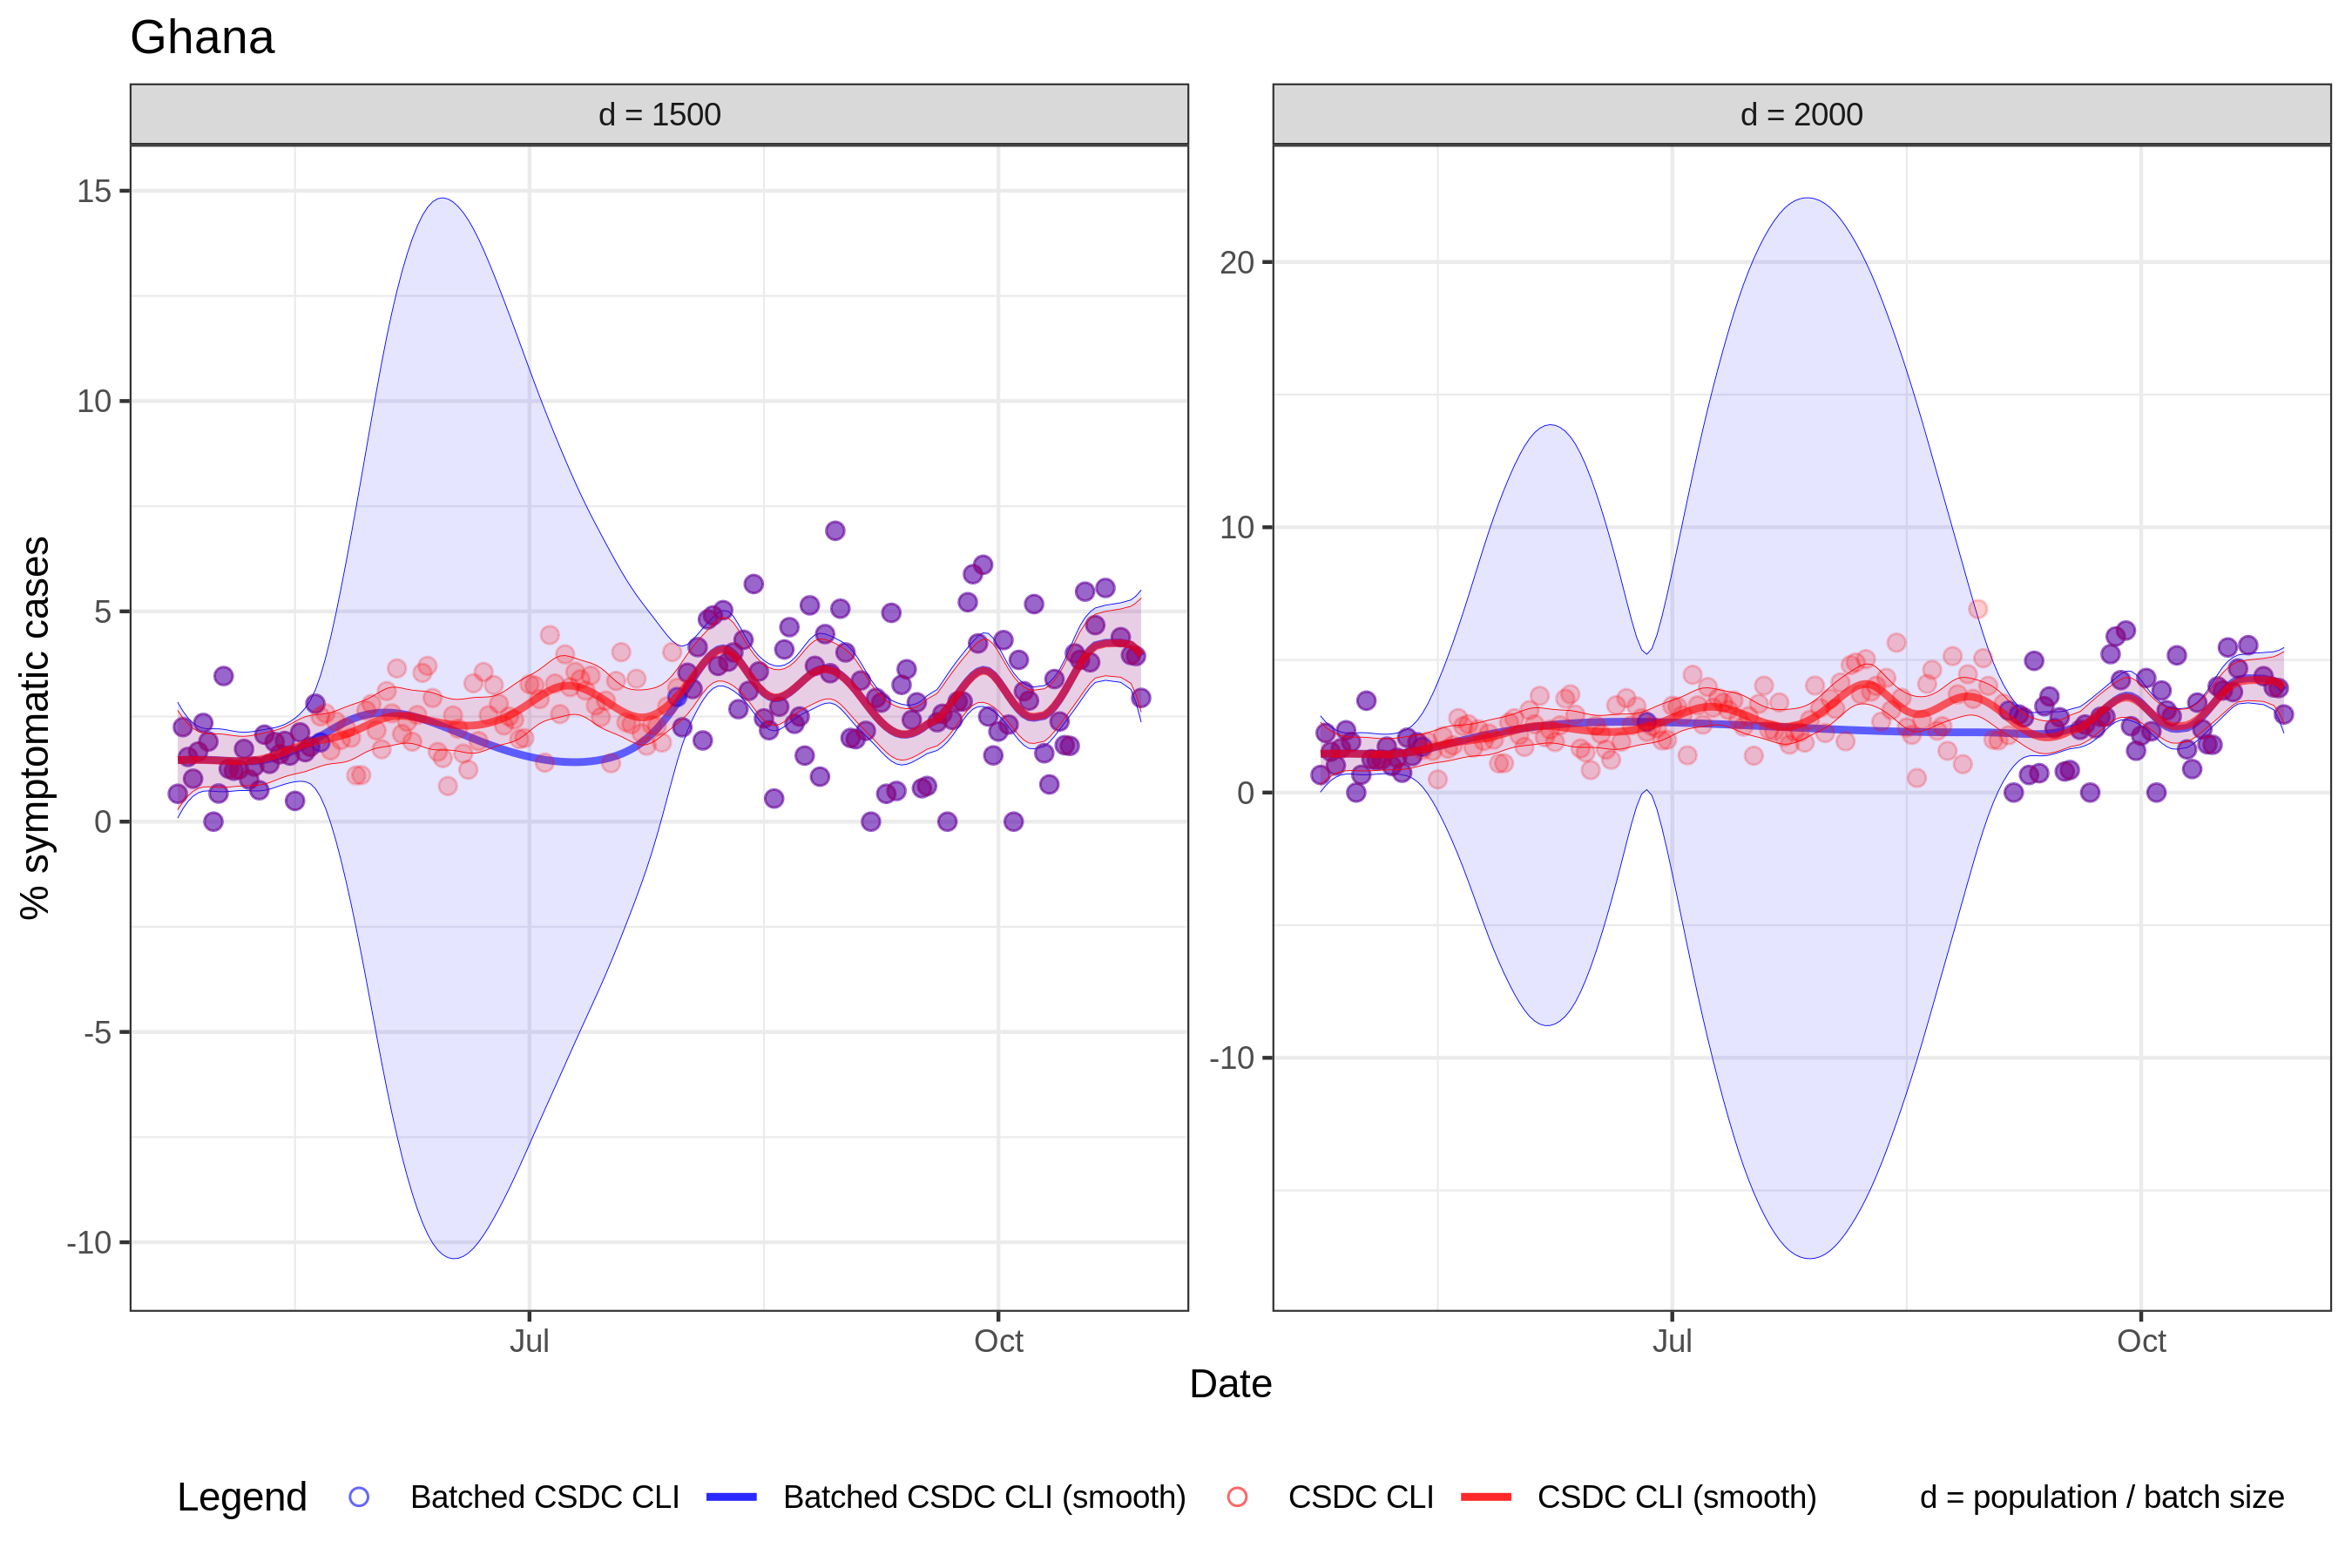 Ghana
d = 1500
d = 2000
% symptomatic cases
15
10
5
0
-5
-10
20
10
0
-10
Jul
Oct
Jul
Oct
Date
Legend Batched CSDC CLI Batched CSDC CLI (smooth) CSDC CLI CSDC CLI (smooth) d = population / batch size